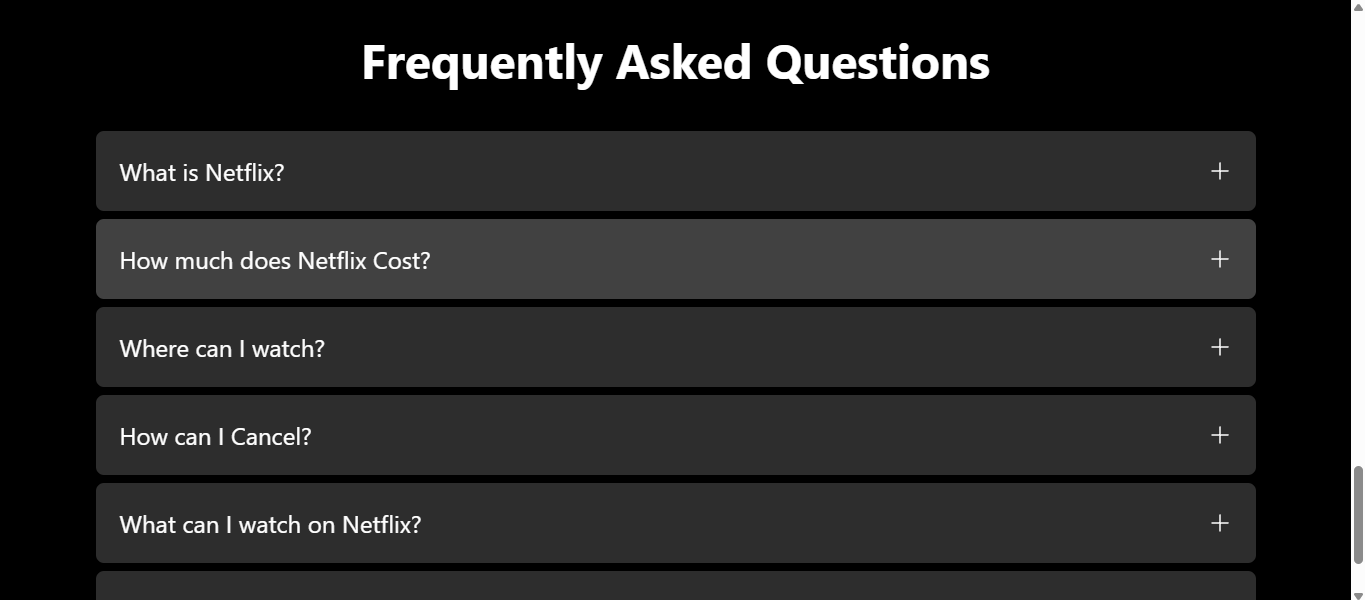 Frequently Asked Questions
What is Netflix?
How much does Netflix Cost?
Where can I watch?
How can I Cancel?
What can I watch on Netflix?